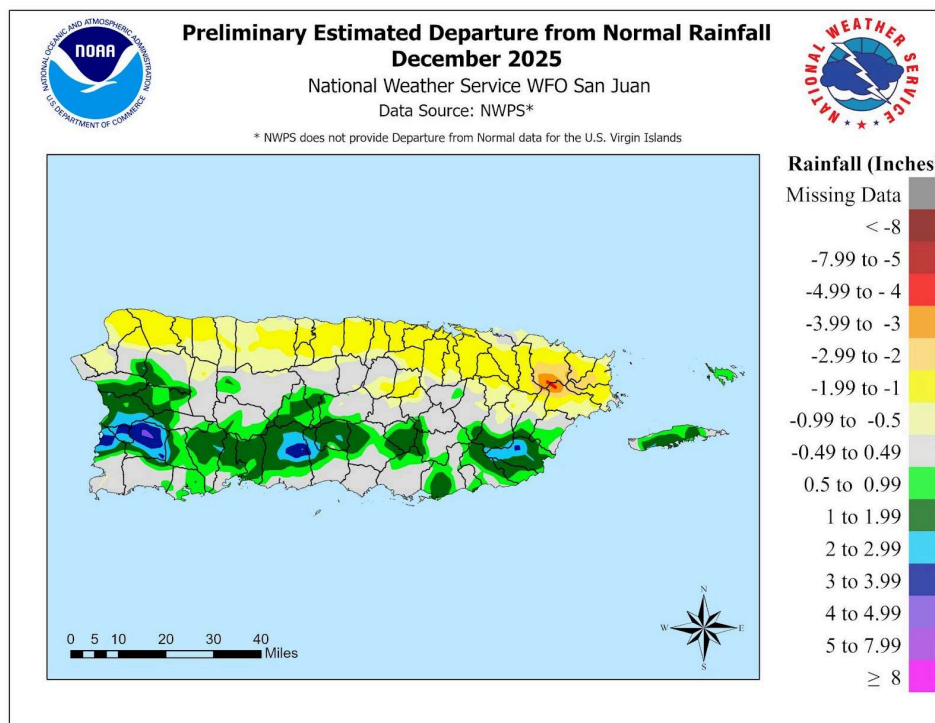 NATIONAL OCEANIC AND ATMOSPHERIC ADMINISTRATION
NOAA
U.S. DEPARTMENT OF COMMERCE
Preliminary Estimated Departure from Normal Rainfall
December 2025
National Weather Service WFO San Juan
Data Source: NWPS*
* NWPS does not provide Departure from Normal data for the U.S. Virgin Islands
NATIONAL WEATHER SERVICE
Rainfall (Inches
Missing Data
< -8
-7.99 to -5
-4.99 to - 4
-3.99 to -3
-2.99 to -2
-1.99 to -1
-0.99 to -0.5
-0.49 to 0.49
0.5 to 0.99
1 to 1.99
2 to 2.99
3 to 3.99
4 to 4.99
5 to 7.99
≥ 8
N
W E
S
0 5 10 20 30 40
Miles